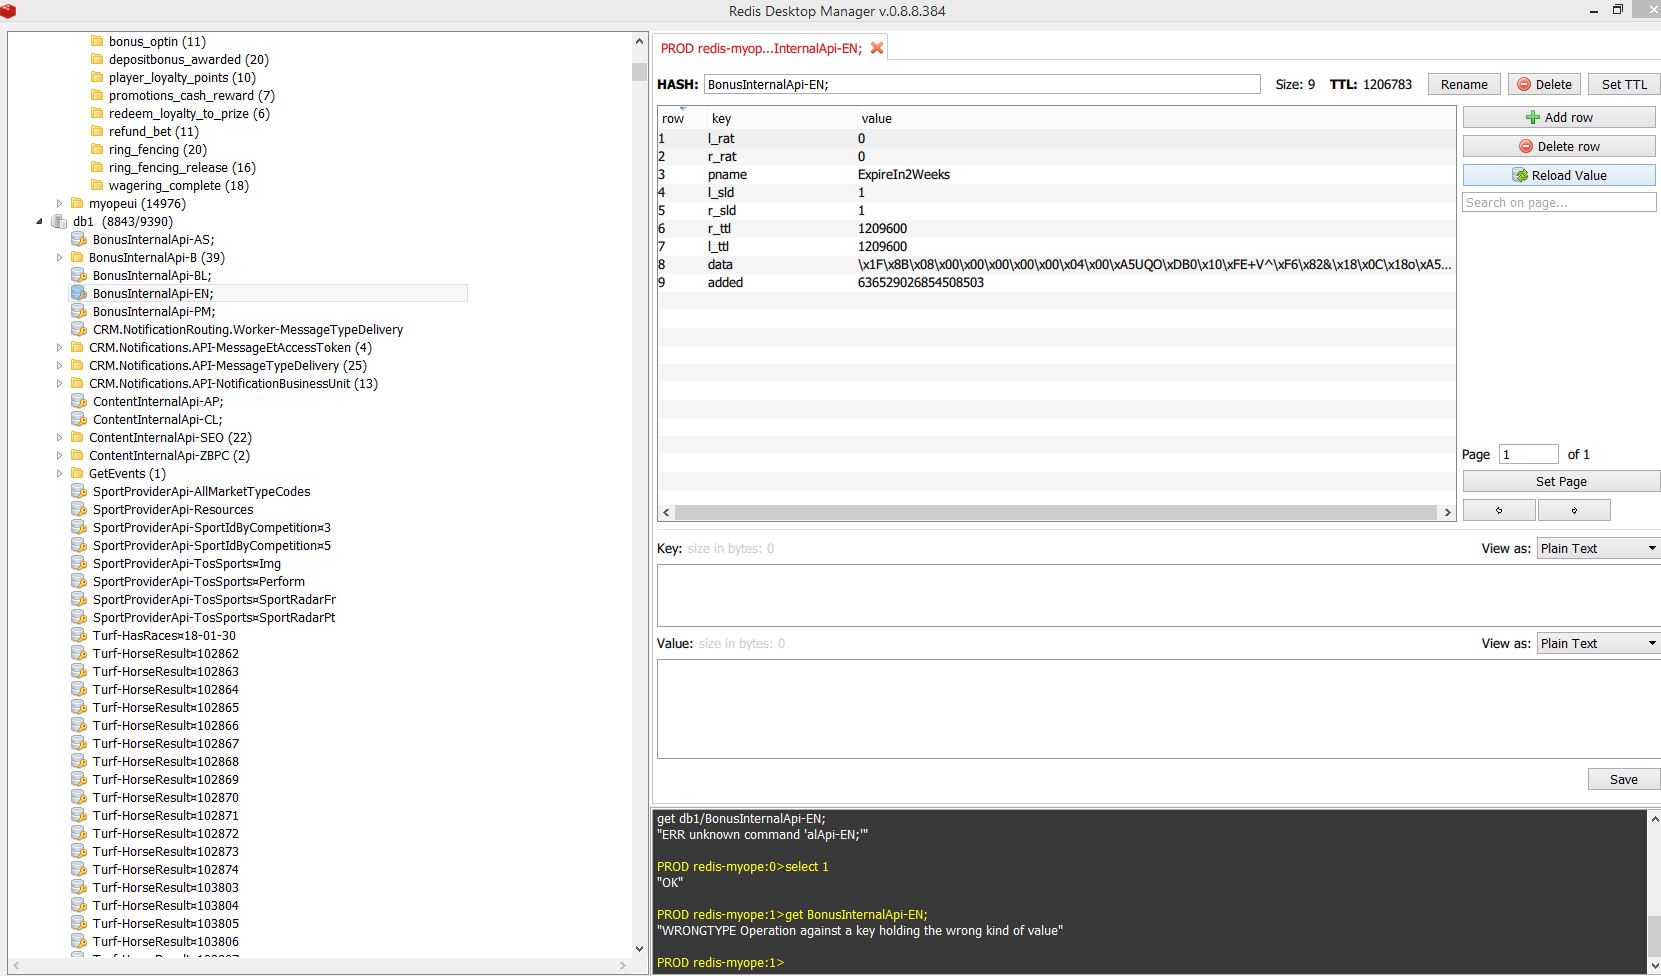 Redis Desktop Manager v.0.8.8.384
bonus_optin (11)
depositbonus_awarded (20)
player_loyalty_points (10)
promotions_cash_reward (7)
redeem_loyalty_to_prize (6)
refund_bet (11)
ring_fencing (20)
ring_fencing_release (16)
wagering_complete (18)
myopeui (14976)
db1 (8843/9390)
BonusInternalApi-AS;
BonusInternalApi-B (39)
BonusInternalApi-BL;
BonusInternalApi-EN;
BonusInternalApi-PM;
CRM.NotificationRouting.Worker-MessageTypeDelivery
CRM.Notifications.API-MessageEtAccessToken (4)
CRM.Notifications.API-MessageTypeDelivery (25)
CRM.Notifications.API-NotificationBusinessUnit (13)
ContentInternalApi-AP;
ContentInternalApi-CL;
ContentInternalApi-SEO (22)
ContentInternalApi-ZBPC (2)
GetEvents (1)
SportProviderApi-AllMarketTypeCodes
SportProviderApi-Resources
SportProviderApi-SportIdByCompetition¤3
SportProviderApi-SportIdByCompetition¤5
SportProviderApi-TosSports¤Img
SportProviderApi-TosSports¤Perform
SportProviderApi-TosSports¤SportRadarFr
SportProviderApi-TosSports¤SportRadarPt
Turf-HasRaces¤18-01-30
Turf-HorseResult¤102862
Turf-HorseResult¤102863
Turf-HorseResult¤102864
Turf-HorseResult¤102865
Turf-HorseResult¤102866
Turf-HorseResult¤102867
Turf-HorseResult¤102868
Turf-HorseResult¤102869
Turf-HorseResult¤102870
Turf-HorseResult¤102871
Turf-HorseResult¤102872
Turf-HorseResult¤102873
Turf-HorseResult¤102874
Turf-HorseResult¤103803
Turf-HorseResult¤103804
Turf-HorseResult¤103805
Turf-HorseResult¤103806
PROD redis-myop...InternalApi-EN;
HASH: BonusInternalApi-EN; Size: 9 TTL: 1206783 Rename Delete Set TTL
row key value
1 l_rat 0
2 r_rat 0
3 pname ExpireIn2Weeks
4 l_sld 1
5 r_sld 1
6 r_ttl 1209600
7 l_ttl 1209600
8 data \x1F\x8B\x08\x00\x00\x00\x00\x00\x04\x00\xA5UQO\xDB0\x10\xFE+V^\xF6\x82&\x18\x0C\x18o\xA5...
9 added 636529026854508503
Add row
Delete row
Reload Value
Search on page...
Page 1 of 1
Set Page
Key: size in bytes: 0 View as: Plain Text
Value: size in bytes: 0 View as: Plain Text
Save
get db1/BonusInternalApi-EN;
"ERR unknown command 'alApi-EN;'"
PROD redis-myope:0>select 1
"OK"
PROD redis-myope:1>get BonusInternalApi-EN;
"WRONGTYPE Operation against a key holding the wrong kind of value"
PROD redis-myope:1>